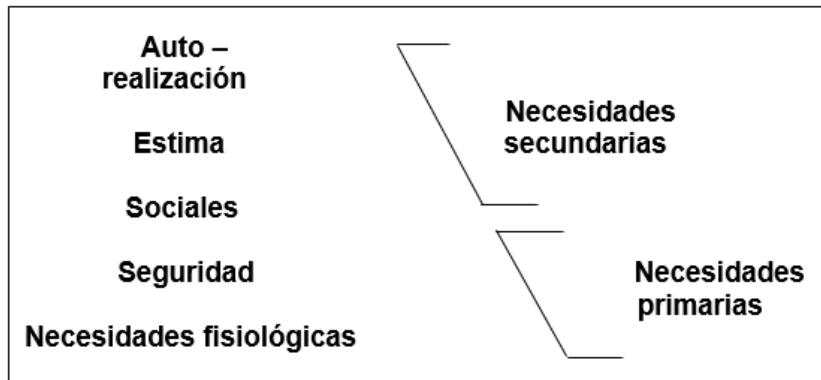 Auto –
realización
Estima
Sociales
Seguridad
Necesidades fisiológicas
Necesidades
secundarias
Necesidades
primarias